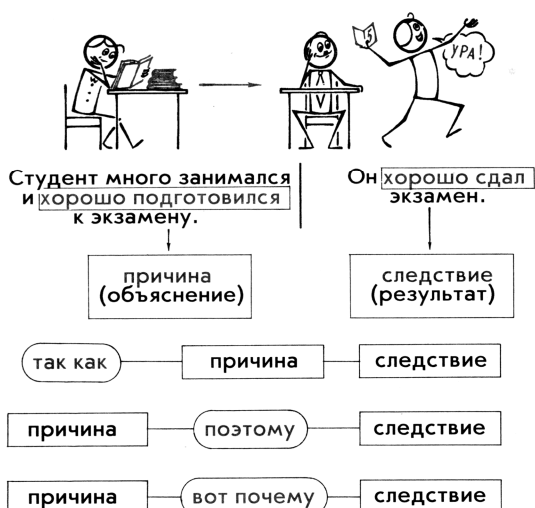 УРА!
Студент много занимался
и хорошо подготовился
к экзамену.
Он хорошо сдал
экзамен.
причина
(объяснение)
следствие
(результат)
так как причина следствие
причина поэтому следствие
причина вот почему следствие